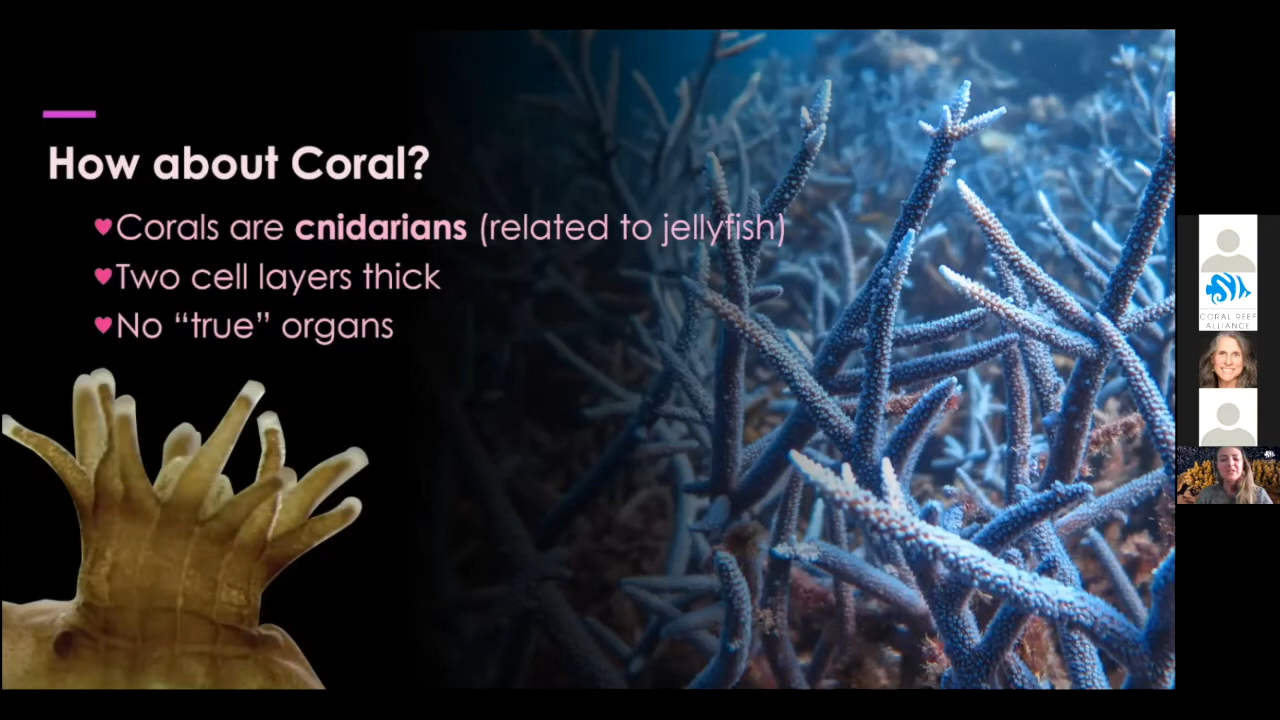 How about Coral?
Corals are cnidarians (related to jellyfish)
Two cell layers thick
No “true” organs
CORAL REEF
ALLIANCE